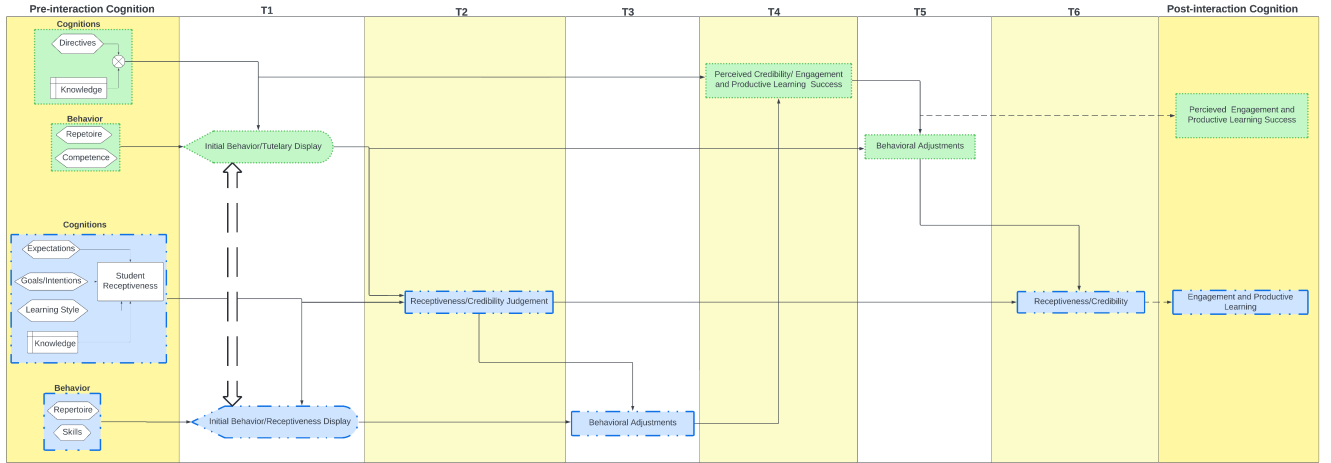 Pre-interaction Cognition
T1
T2
T3
T4
T5
T6
Post-interaction Cognition
Cognitions
Directives
Knowledge
Behavior
Repetoire
Competence
Initial Behavior/Tutelary Display
Perceived Credibility/ Engagement
and Productive Learning Success
Behavioral Adjustments
Percieved Engagement and
Productive Learning Success
Cognitions
Expectations
Goals/Intentions
Learning Style
Knowledge
Student
Receptiveness
Receptiveness/Credibility Judgement
Receptiveness/Credibility
Engagement and Productive
Learning
Behavior
Repertoire
Skills
Initial Behavior/Receptiveness Display
Behavioral Adjustments